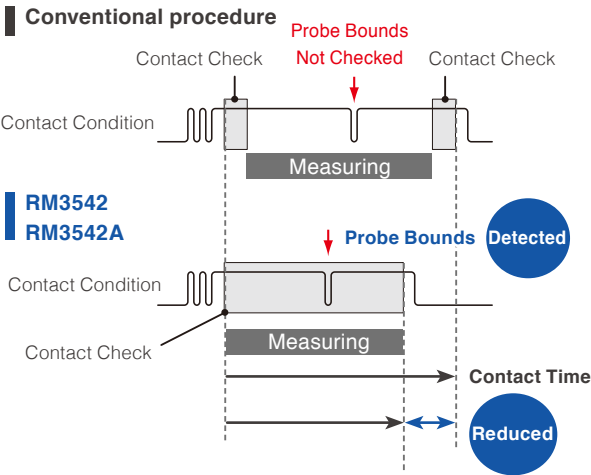 Conventional procedure
Probe Bounds
Not Checked
Contact Check
Contact Check
Contact Condition
Measuring
RM3542
RM3542A
Probe Bounds
Detected
Contact Condition
Measuring
Contact Check
Contact Time
Reduced